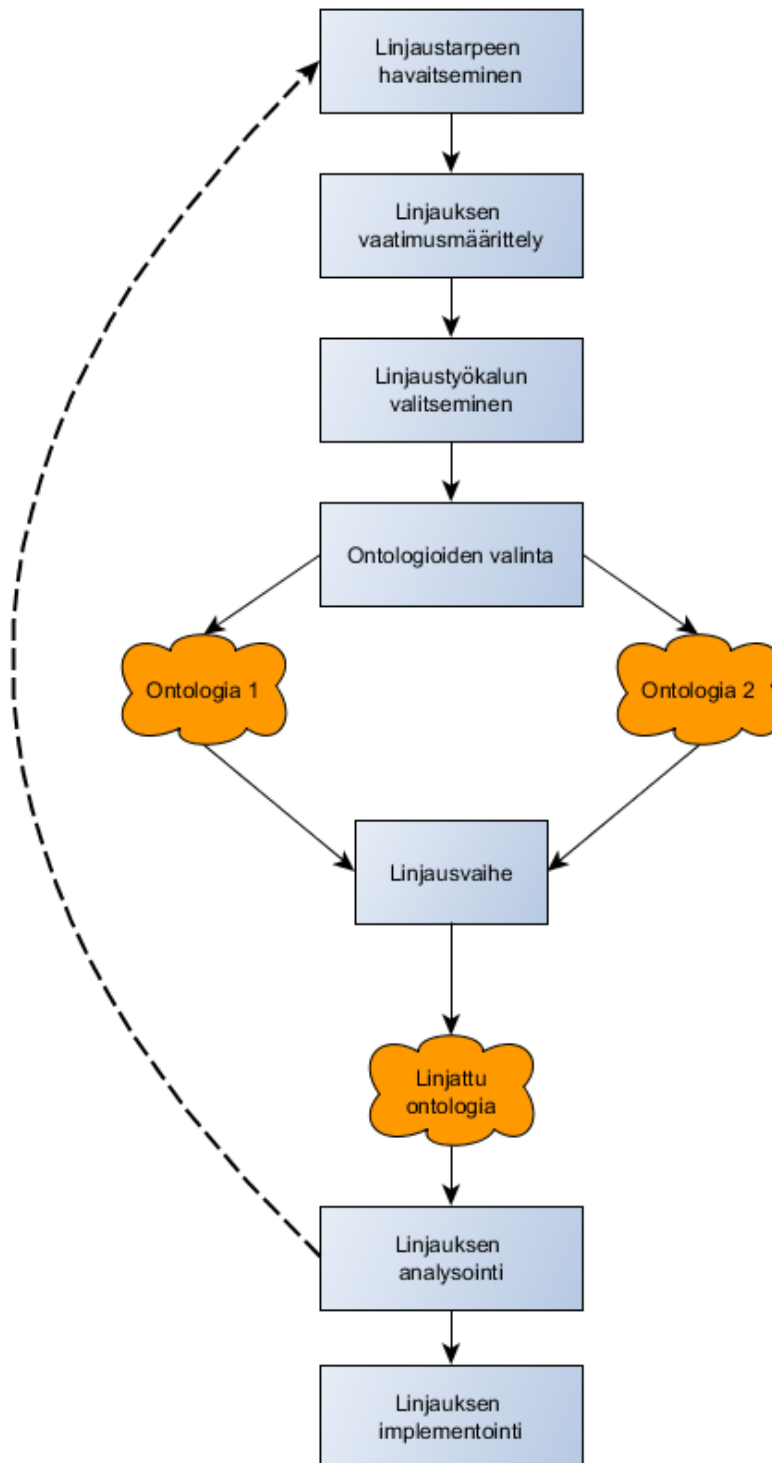 Linjaustarpeen
havaitseminen
Linjauksen
vaatimusmäärittely
Linjaustyökalun
valitseminen
Ontologioiden valinta
Ontologia 1
Ontologia 2
Linjausvaihe
Linjattu
ontologia
Linjauksen
analysointi
Linjauksen
implementointi